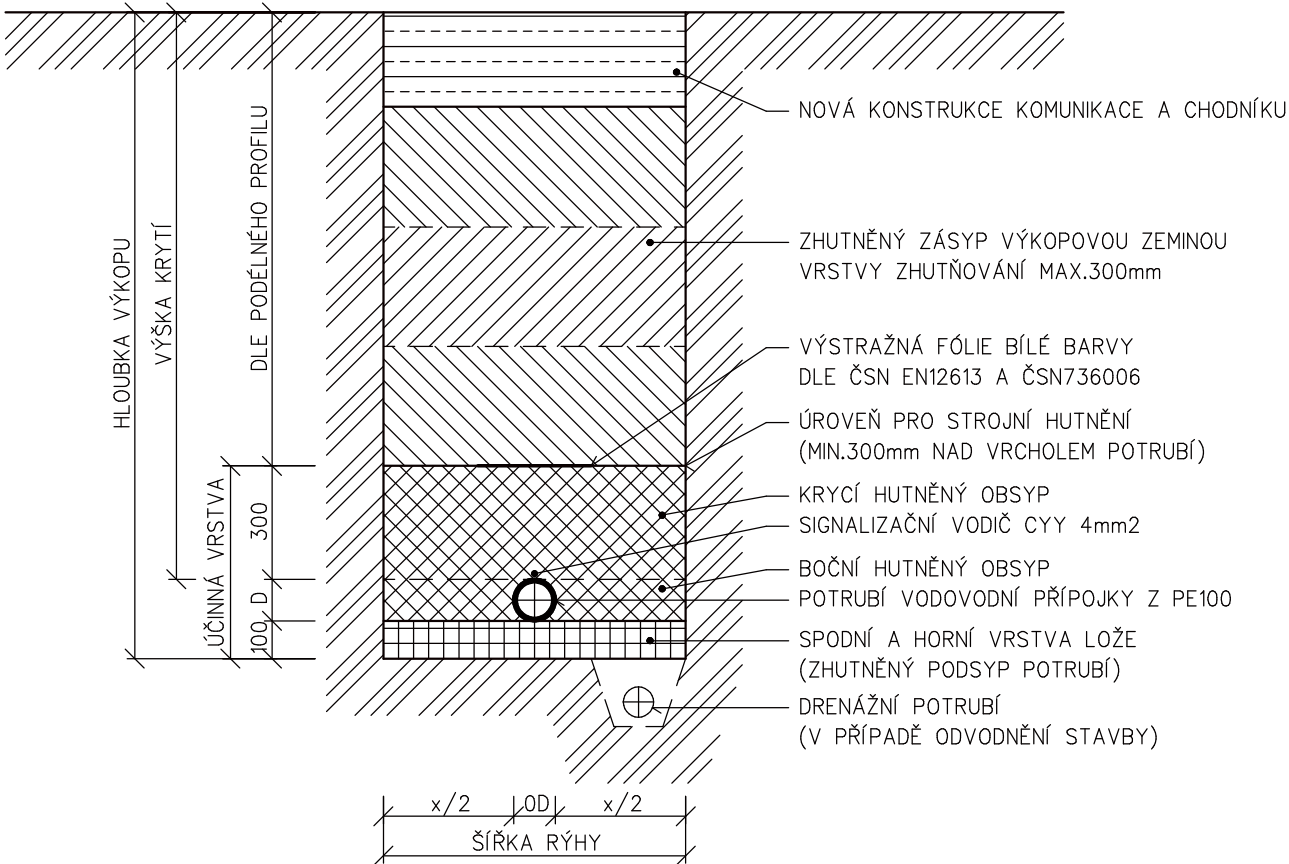 NOVÁ KONSTRUKCE KOMUNIKACE A CHODNÍKU
ZHUTNĚNÝ ZÁSYP VÝKOPOVOU ZEMINOU
VRSTVY ZHUTŇOVÁNÍ MAX.300mm
VÝSTRAŽNÁ FÓLIE BÍLÉ BARVY
DLE ČSN EN12613 A ČSN736006
ÚROVEŇ PRO STROJNÍ HUTNĚNÍ
(MIN.300mm NAD VRCHOLEM POTRUBÍ)
KRYCÍ HUTNĚNÝ OBSYP
SIGNALIZAČNÍ VODIČ CYY 4mm2
BOČNÍ HUTNĚNÝ OBSYP
POTRUBÍ VODOVODNÍ PŘÍPOJKY Z PE100
SPODNÍ A HORNÍ VRSTVA LOŽE
(ZHUTNĚNÝ PODSYP POTRUBÍ)
DRENÁŽNÍ POTRUBÍ
(V PŘÍPADĚ ODVODNĚNÍ STAVBY)
HLOUBKA VÝKOPU
VÝŠKA KRYTÍ
DLE PODÉLNÉHO PROFILU
ÚČINNÁ VRSTVA
300
D
100
x/2
OD
x/2
ŠÍŘKA RÝHY